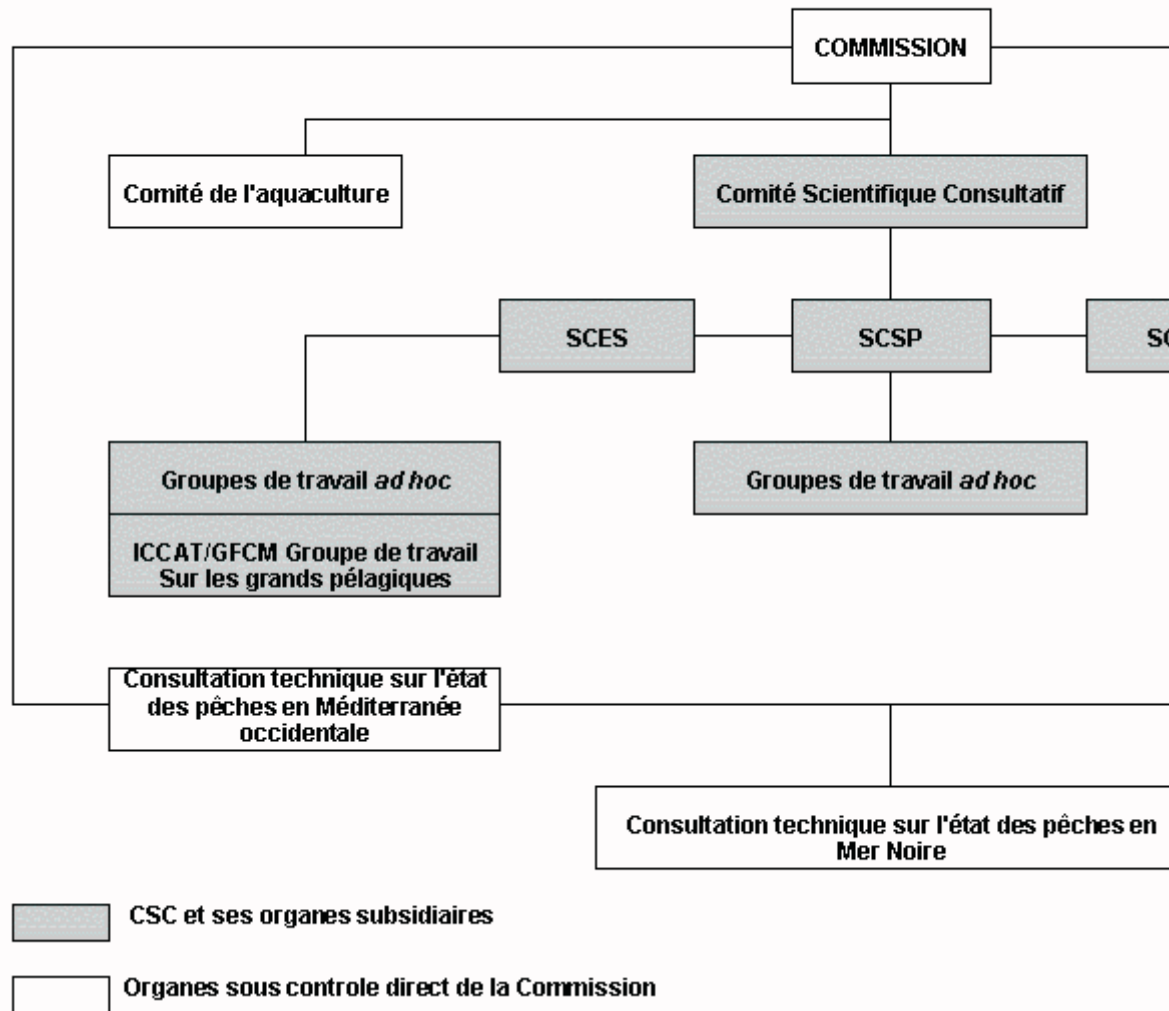 COMMISSION
Comité de l'aquaculture
Comité Scientifique Consultatif
SCES
SCSP
Groupes de travail ad hoc
Groupes de travail ad hoc
ICCAT/GFCM Groupe de travail
Sur les grands pélagiques
Consultation technique sur l'état
des pêches en Méditerranée
occidentale
Consultation technique sur l'état des pêches en
Mer Noire
CSC et ses organes subsidiaires
Organes sous controle direct de la Commission